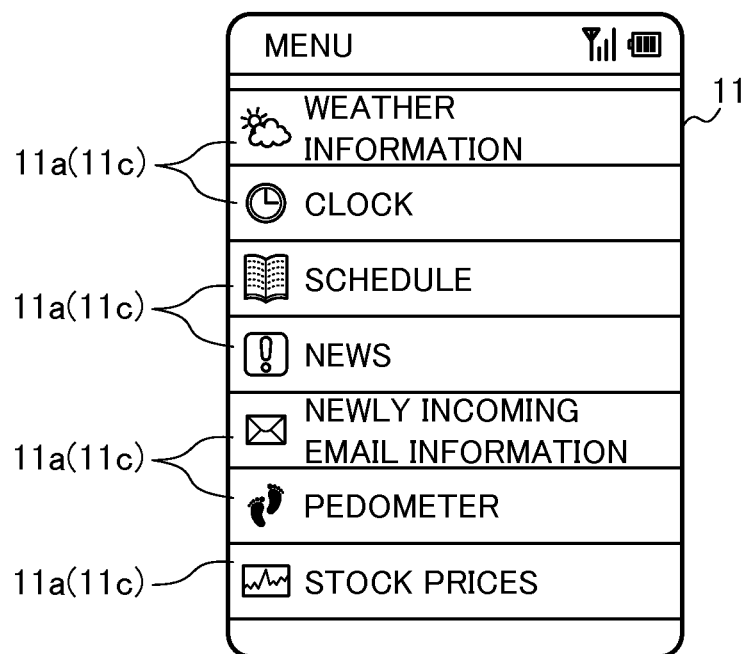 MENU
11
WEATHER
INFORMATION
11a(11c)
CLOCK
SCHEDULE
11a(11c)
NEWS
NEWLY INCOMING
EMAIL INFORMATION
11a(11c)
PEDOMETER
11a(11c)
STOCK PRICES